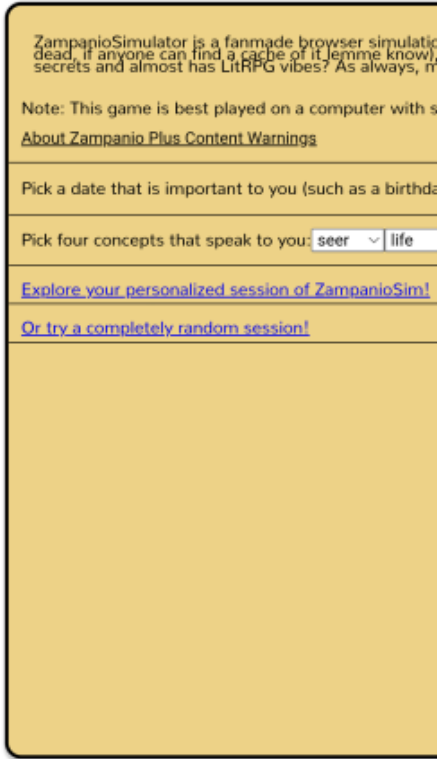 ZampanioSimulator is a fanmade browser simulatio
dead, if anyone can find a cache of it lemme know),
secrets and almost has LitRPG vibes? As always, m
Note: This game is best played on a computer with s
About Zampanio Plus Content Warnings
Pick a date that is important to you (such as a birthda
Pick four concepts that speak to you: seer life
Explore your personalized session of ZampanioSim!
Or try a completely random session!